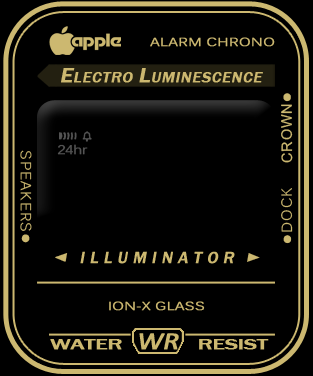 apple ALARM CHRONO
ELECTRO LUMINESCENCE
24hr
CROWN
SPEAKERS
DOCK
ILLUMINATOR
ION-X GLASS
WATER WR RESIST